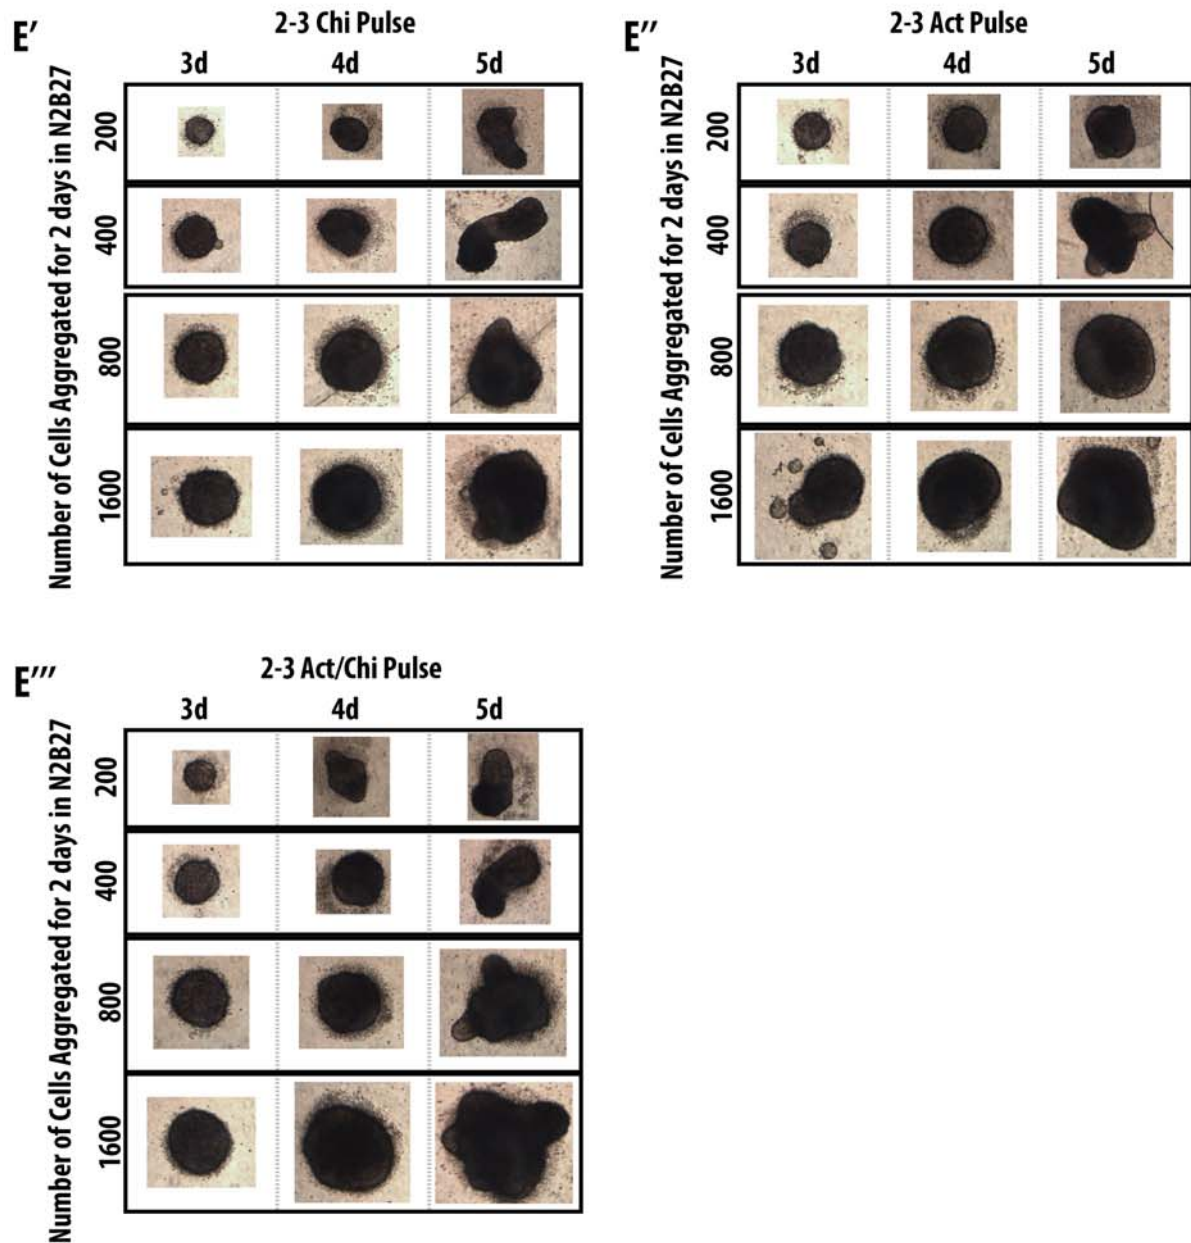 E′
2-3 Chi Pulse
3d 4d 5d
Number of Cells Aggregated for 2 days in N2B27
200
400
800
1600
E″
2-3 Act Pulse
3d 4d 5d
Number of Cells Aggregated for 2 days in N2B27
200
400
800
1600
E‴
2-3 Act/Chi Pulse
3d 4d 5d
Number of Cells Aggregated for 2 days in N2B27
200
400
800
1600